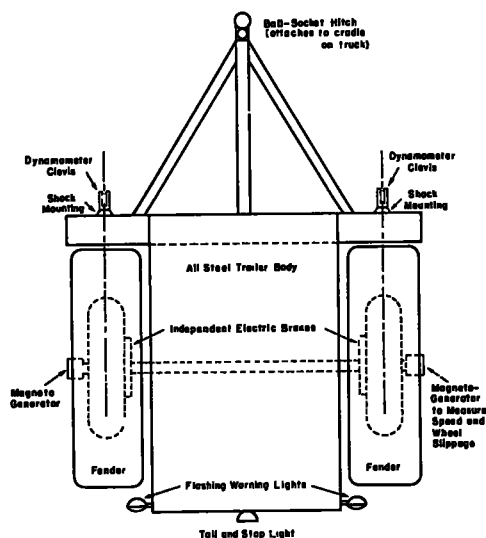 Ball-Socket Hitch
(attaches to cradle
on truck)
Dynamometer
Clevis
Shock
Mounting
Dynamometer
Clevis
Shock
Mounting
All Steel Trailer Body
Independent Electric Brakes
Magneto
Generator
Magneto-
Generator
to Measure
Speed and
Wheel
Slippage
Fender
Fender
Flashing Warning Lights
Tail and Stop Light